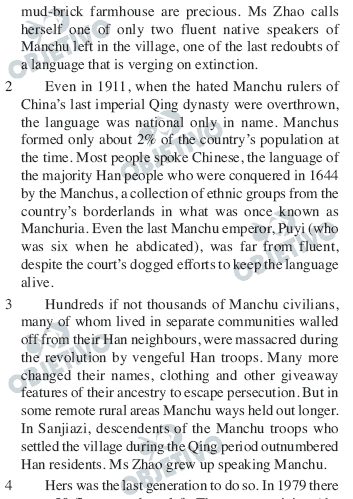 mud-brick farmhouse are precious. Ms Zhao calls
herself one of only two fluent native speakers of
Manchu left in the village, one of the last redoubts of
a language that is verging on extinction.
2 Even in 1911, when the hated Manchu rulers of
China's last imperial Qing dynasty were overthrown,
the language was national only in name. Manchus
formed only about 2% of the country's population at
the time. Most people spoke Chinese, the language of
the majority Han people who were conquered in 1644
by the Manchus, a collection of ethnic groups from the
country's borderlands in what was once known as
Manchuria. Even the last Manchu emperor, Puyi (who
was six when he abdicated), was far from fluent,
despite the court's dogged efforts to keep the language
alive.
3 Hundreds if not thousands of Manchu civilians,
many of whom lived in separate communities walled
off from their Han neighbours, were massacred during
the revolution by vengeful Han troops. Many more
changed their names, clothing and other giveaway
features of their ancestry to escape persecution. But in
some remote rural areas Manchu ways held out longer.
In Sanjiazi, descendents of the Manchu troops who
settled the village during the Qing period outnumbered
Han residents. Ms Zhao grew up speaking Manchu.
4 Hers was the last generation to do so. In 1979 there
OBJETIVO
OBJETIVO
OBJETIVO
OBJETIVO
OBJETIVO